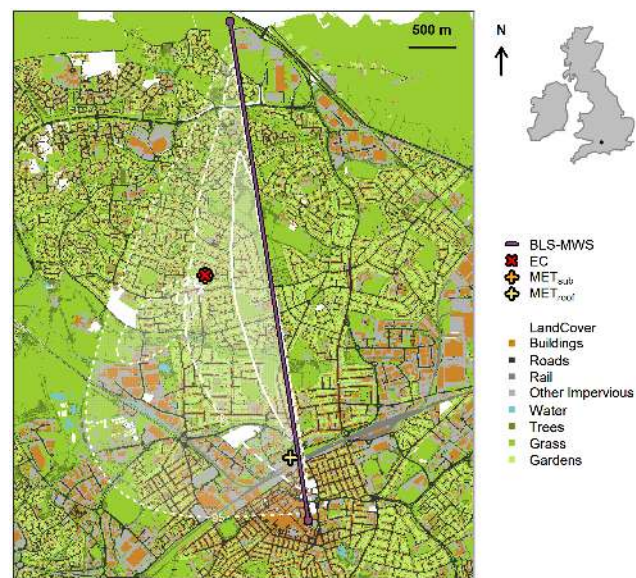 500 m
N
BLS-MWS
EC
METsub
METroof
LandCover
Buildings
Roads
Rail
Other Impervious
Water
Trees
Grass
Gardens